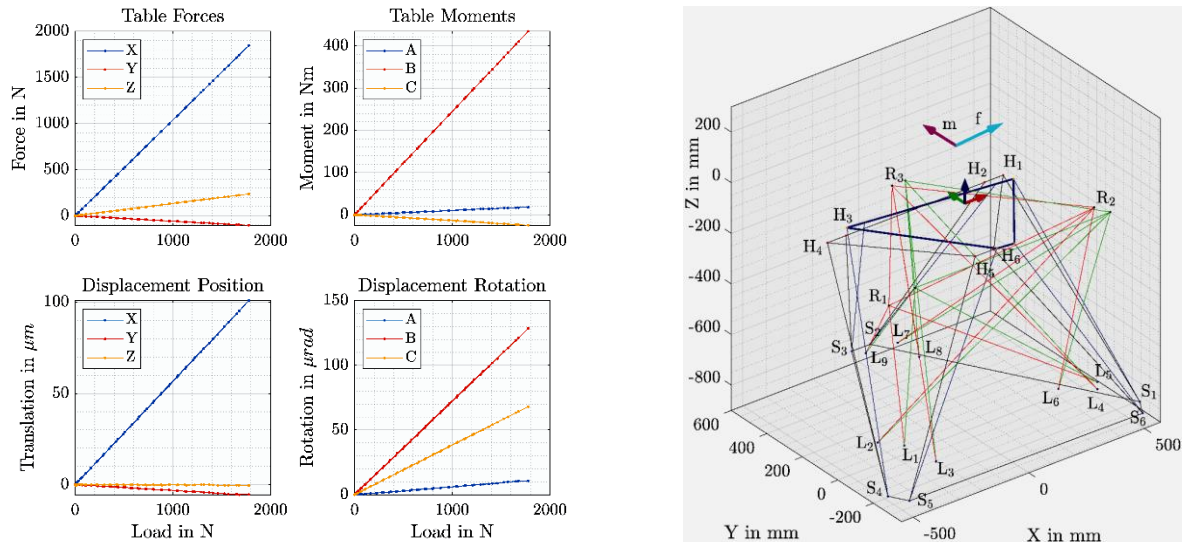 Table Forces
2000
1500
1000
500
0
0
1000
2000
Force in N
X
Y
Z
Table Moments
400
300
200
100
0
0
1000
2000
Moment in Nm
A
B
C
Displacement Position
100
50
0
0
1000
2000
Translation in µm
Load in N
X
Y
Z
Displacement Rotation
150
100
50
0
0
1000
2000
Rotation in µrad
Load in N
A
B
C
200
0
-200
-400
-600
-800
Z in mm
600
400
200
0
-200
Y in mm
-500
0
500
X in mm
m
f
H1
H2
R3
R2
H3
H4
H6
H5
R1
S2
L7
S3
L9
L8
L5
L6
L4
S1
S6
L2
L1
L3
S4
S5